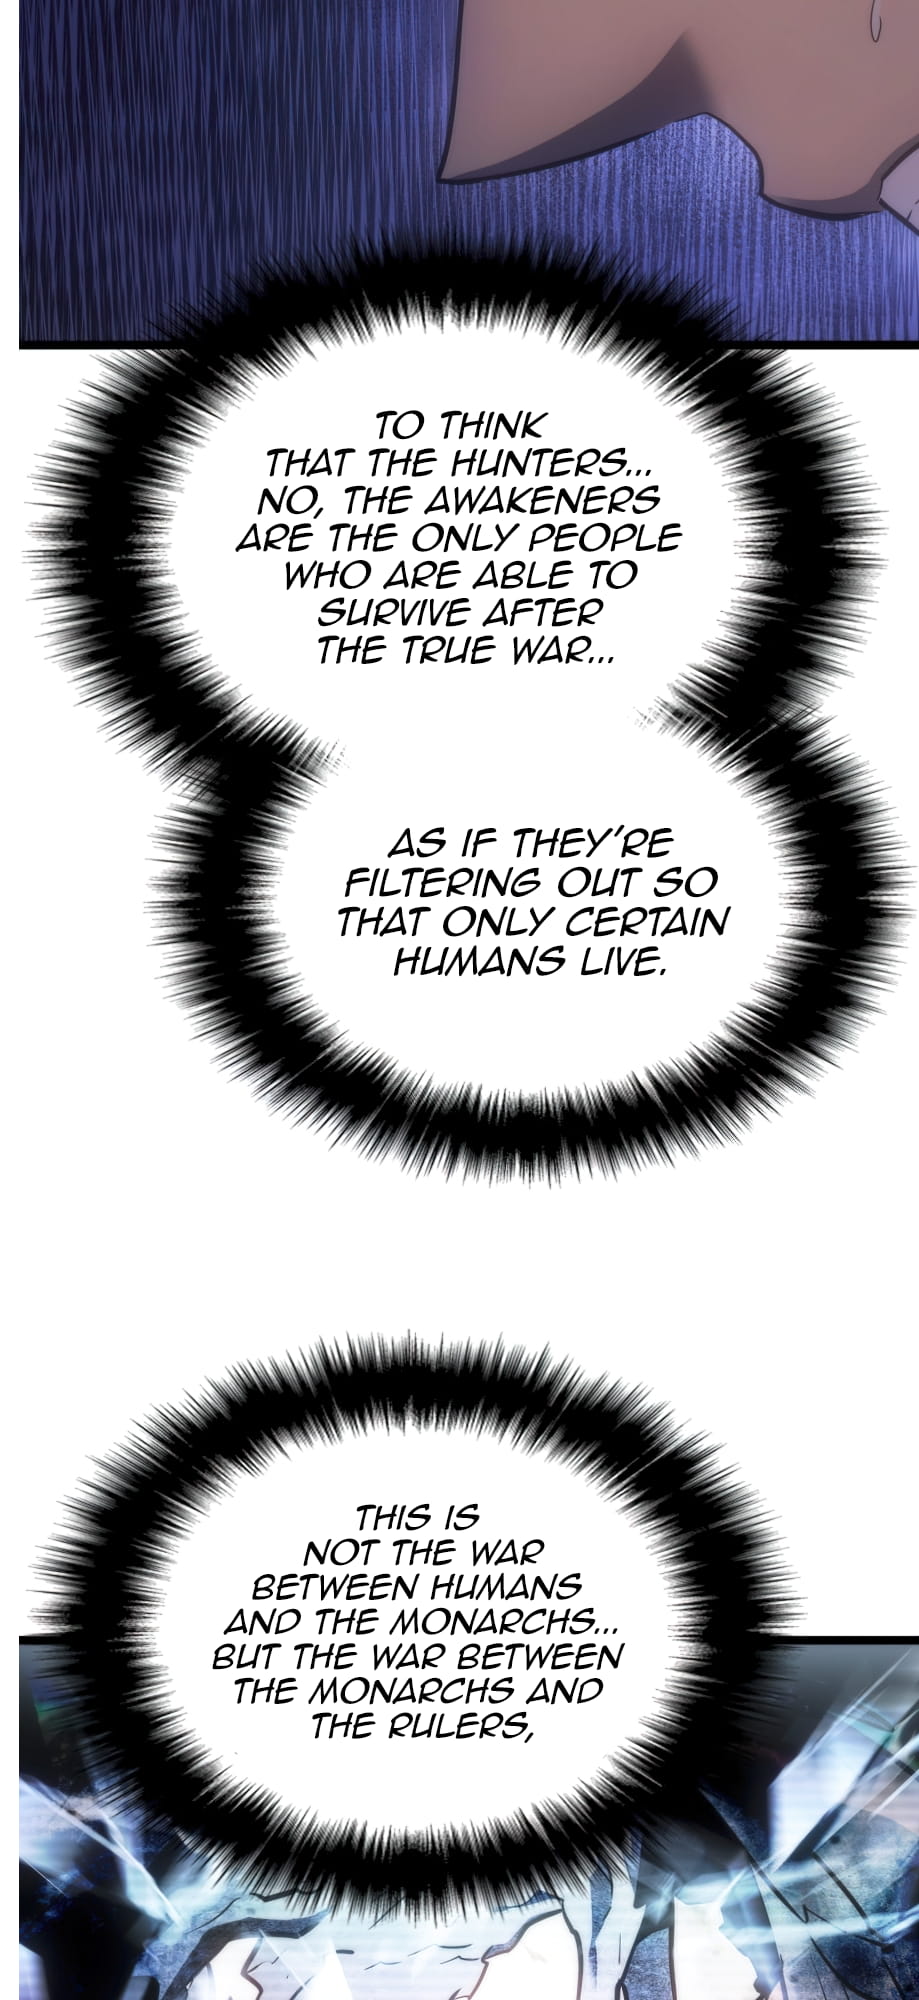 TO THINK
THAT THE HUNTERS...
NO, THE AWAKENERS
ARE THE ONLY PEOPLE
WHO ARE ABLE TO
SURVIVE AFTER
THE TRUE WAR...
AS IF THEY'RE
FILTERING OUT SO
THAT ONLY CERTAIN
HUMANS LIVE.
THIS IS
NOT THE WAR
BETWEEN HUMANS
AND THE MONARCHS...
BUT THE WAR BETWEEN
THE MONARCHS AND
THE RULERS,